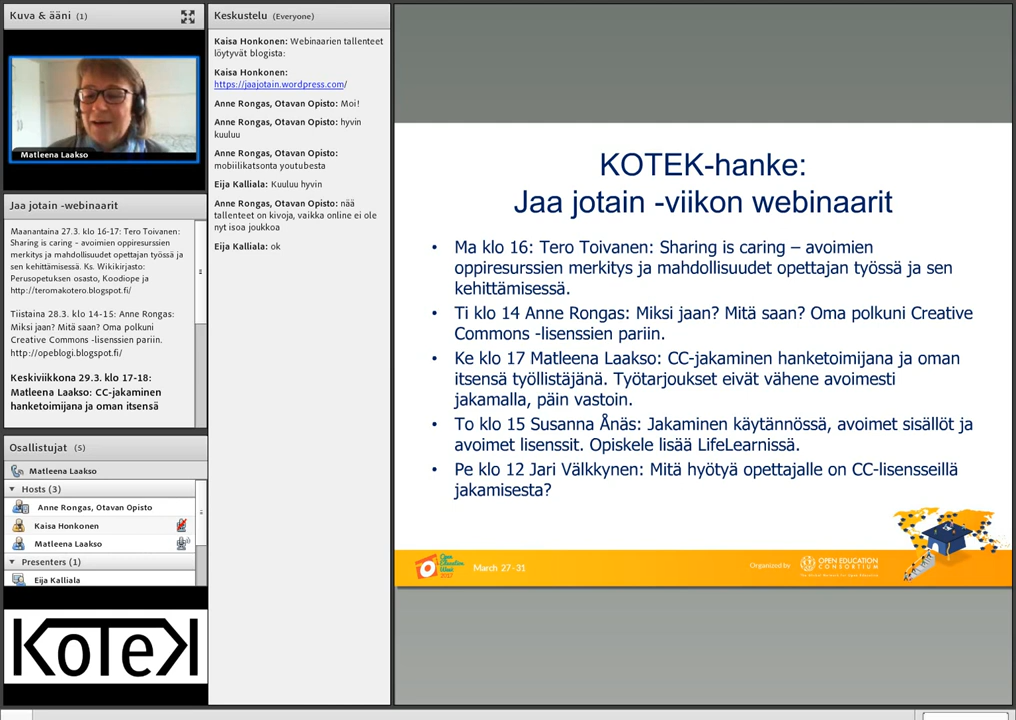 Kuva & ääni (1)
Matleena Laakso
Jaa jotain -webinaarit
Maanantaina 27.3. klo 16-17: Tero Toivanen:
Sharing is caring – avoimien oppiresurssien
merkitys ja mahdollisuudet opettajan työssä ja
sen kehittämisessä. Ks. Wikikirjasto:
Perusopetuksen osasto, Koodiope ja
http://teromakotero.blogspot.fi/
Tiistaina 28.3. klo 14-15: Anne Rongas:
Miksi jaan? Mitä saan? Oma polkuni
Creative Commons -lisenssien pariin.
http://opeblogi.blogspot.fi/
Keskiviikkona 29.3. klo 17-18:
Matleena Laakso: CC-jakaminen
hanketoimijana ja oman itsensä
Osallistujat (5)
Matleena Laakso
Hosts (3)
Anne Rongas, Otavan Opisto
Kaisa Honkonen
Matleena Laakso
Presenters (1)
Eija Kalliala
KoTeK
Keskustelu (Everyone)
Kaisa Honkonen: Webinaarien tallenteet
löytyvät blogista:
Kaisa Honkonen:
https://jaajotain.wordpress.com/
Anne Rongas, Otavan Opisto: Moi!
Anne Rongas, Otavan Opisto: hyvin
kuuluu
Anne Rongas, Otavan Opisto:
mobiilikatsonta youtubesta
Eija Kalliala: Kuuluu hyvin
Anne Rongas, Otavan Opisto: nää
tallenteet on kivoja, vaikka online ei ole
nyt isoa joukkoa
Eija Kalliala: ok
KOTEK-hanke:
Jaa jotain -viikon webinaarit
• Ma klo 16: Tero Toivanen: Sharing is caring – avoimien
oppiresurssien merkitys ja mahdollisuudet opettajan työssä ja sen
kehittämisessä.
• Ti klo 14 Anne Rongas: Miksi jaan? Mitä saan? Oma polkuni Creative
Commons -lisenssien pariin.
• Ke klo 17 Matleena Laakso: CC-jakaminen hanketoimijana ja oman
itsensä työllistäjänä. Työtarjoukset eivät vähene avoimesti
jakamalla, päin vastoin.
• To klo 15 Susanna Ånäs: Jakaminen käytännössä, avoimet sisällöt ja
avoimet lisenssit. Opiskele lisää LifeLearnissä.
• Pe klo 12 Jari Välkkynen: Mitä hyötyä opettajalle on CC-lisensseillä
jakamisesta?
Open
Education
Week
2017
March 27-31
Organized by
OPEN EDUCATION
CONSORTIUM
The Global Network for Open Education